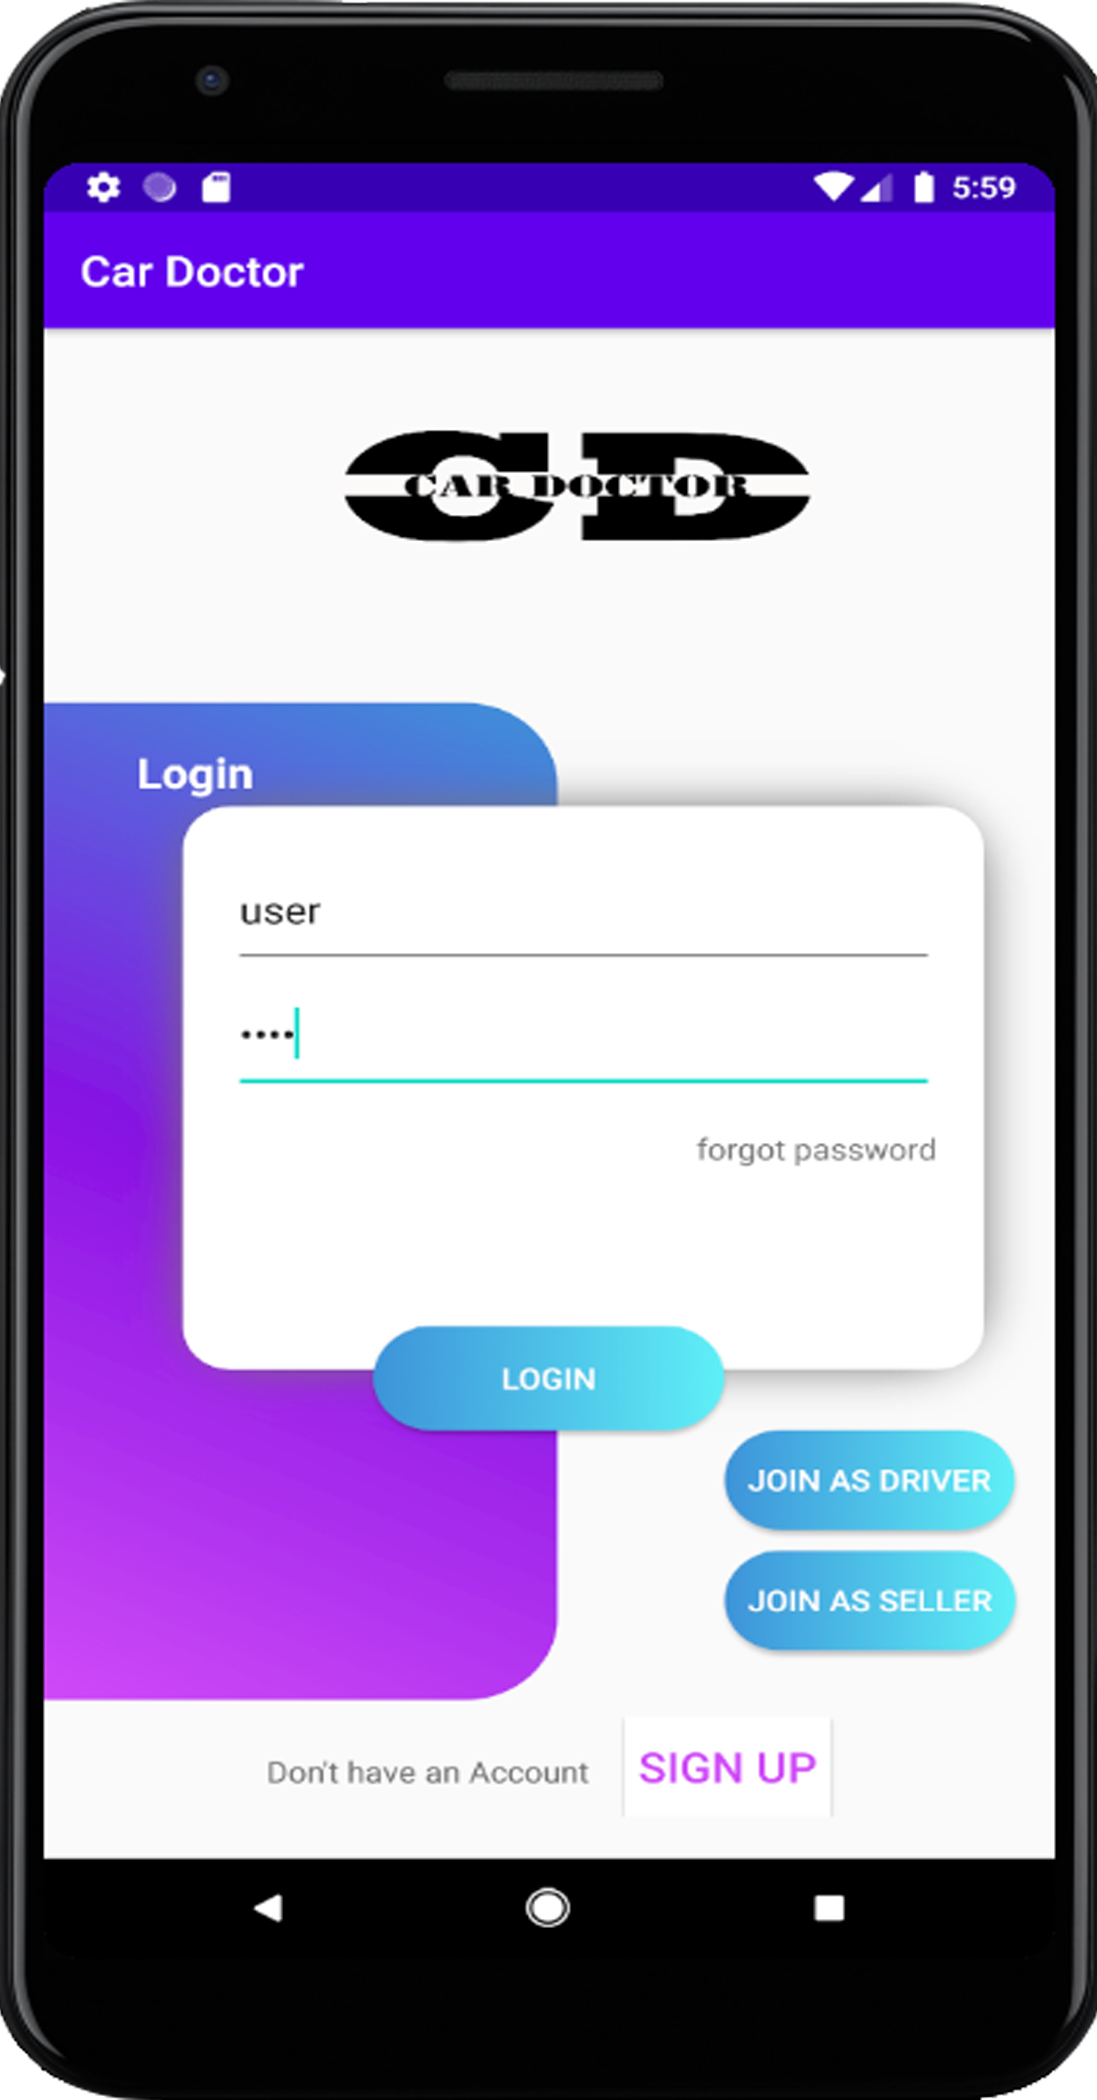 5:59
Car Doctor
CD
CAR DOCTOR
Login
user
••••
forgot password
LOGIN
JOIN AS DRIVER
JOIN AS SELLER
Don't have an Account SIGN UP